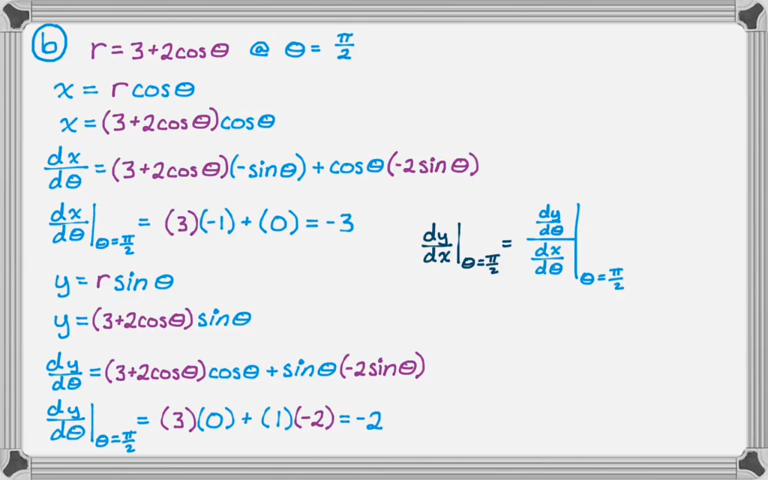 b r = 3+2cosθ @ θ = π/2
x = r cosθ
x = (3+2cosθ)cosθ
dx/dθ = (3+2cosθ)(-sinθ) + cosθ(-2sinθ)
dx/dθ|θ=π/2 = (3)(-1) + (0) = -3
dy/dx|θ=π/2 = dy/dθ / dx/dθ|θ=π/2
y = r sinθ
y = (3+2cosθ) sinθ
dy/dθ = (3+2cosθ)cosθ + sinθ(-2sinθ)
dy/dθ|θ=π/2 = (3)(0) + (1)(-2) = -2